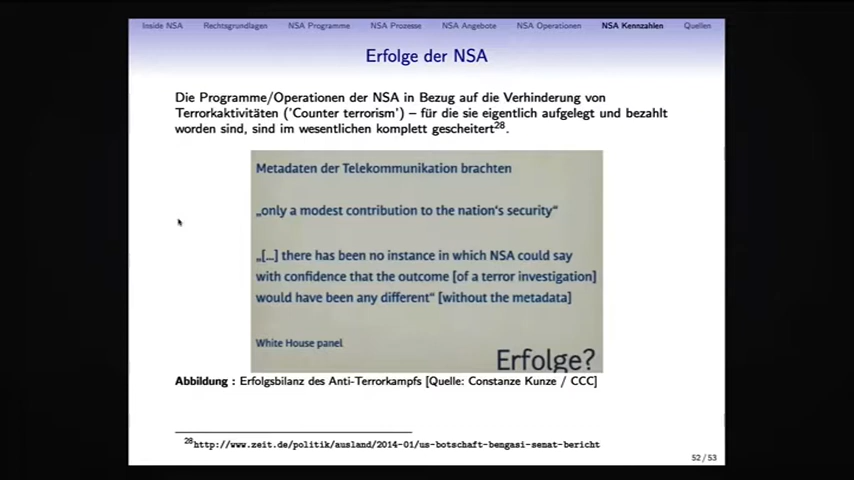 Inside NSA Rechtsgrundlagen NSA Programme NSA Prozesse NSA Angebote NSA Operationen NSA Kennzahlen Quellen
Erfolge der NSA
Die Programme/Operationen der NSA in Bezug auf die Verhinderung von
Terrorkaktivitäten ('Counter terrorism') – für die sie eigentlich aufgelegt und bezahlt
worden sind, sind im wesentlichen komplett gescheitert28.
Metadaten der Telekommunikation brachten
„only a modest contribution to the nation's security“
„[...] there has been no instance in which NSA could say
with confidence that the outcome [of a terror investigation]
would have been any different“ [without the metadata]
White House panel
Erfolge?
Abbildung : Erfolgsbilanz des Anti-Terrorkampfs [Quelle: Constanze Kunze / CCC]
28http://www.zeit.de/politik/ausland/2014-01/us-botschaft-bengasi-senat-bericht
52 / 53